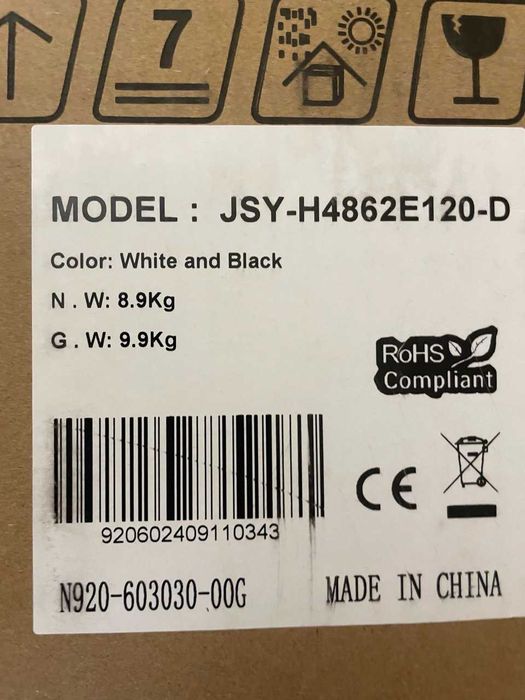 7
MODEL : JSY-H4862E120-D
Color: White and Black
N . W: 8.9Kg
G . W: 9.9Kg
RoHS
Compliant
CE
920602409110343
N920-603030-00G
MADE IN CHINA